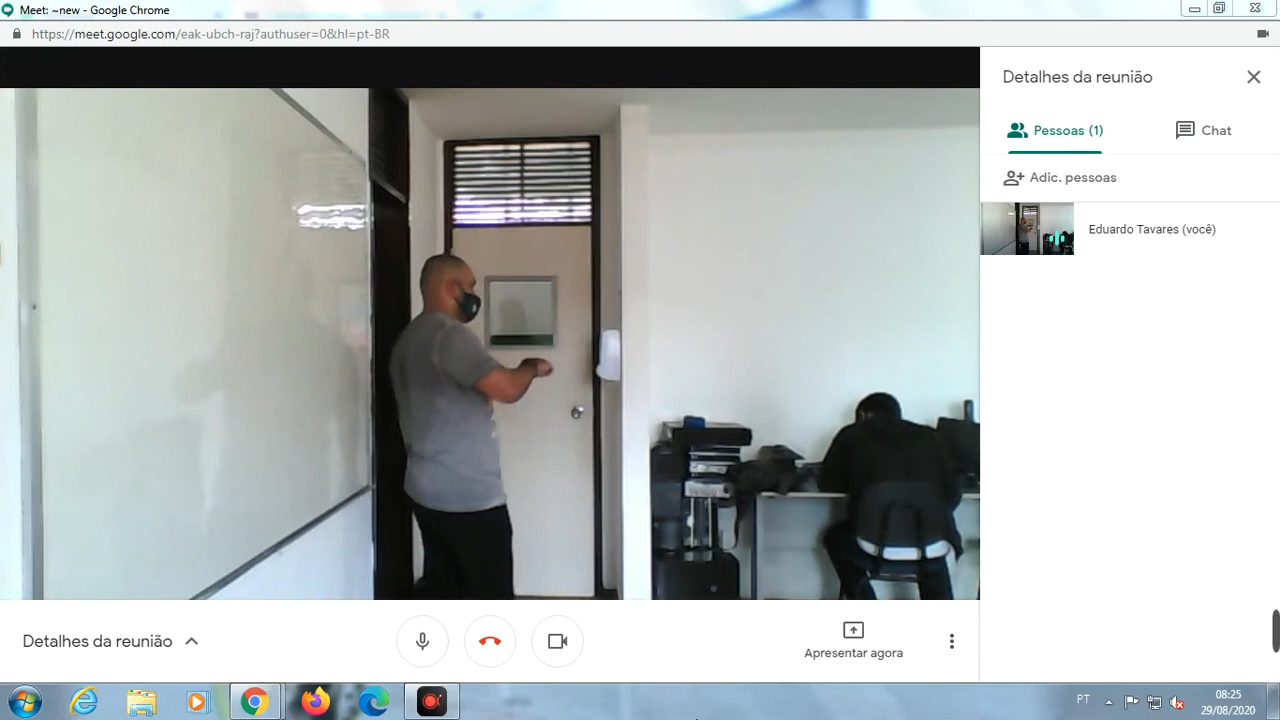 Meet: ~new - Google Chrome
https://meet.google.com/eak-ubch-raj?authuser=0&hl=pt-BR
Detalhes da reunião
Pessoas (1)
Chat
Adic. pessoas
Eduardo Tavares (você)
Detalhes da reunião
Apresentar agora
PT
08:25
29/08/2020